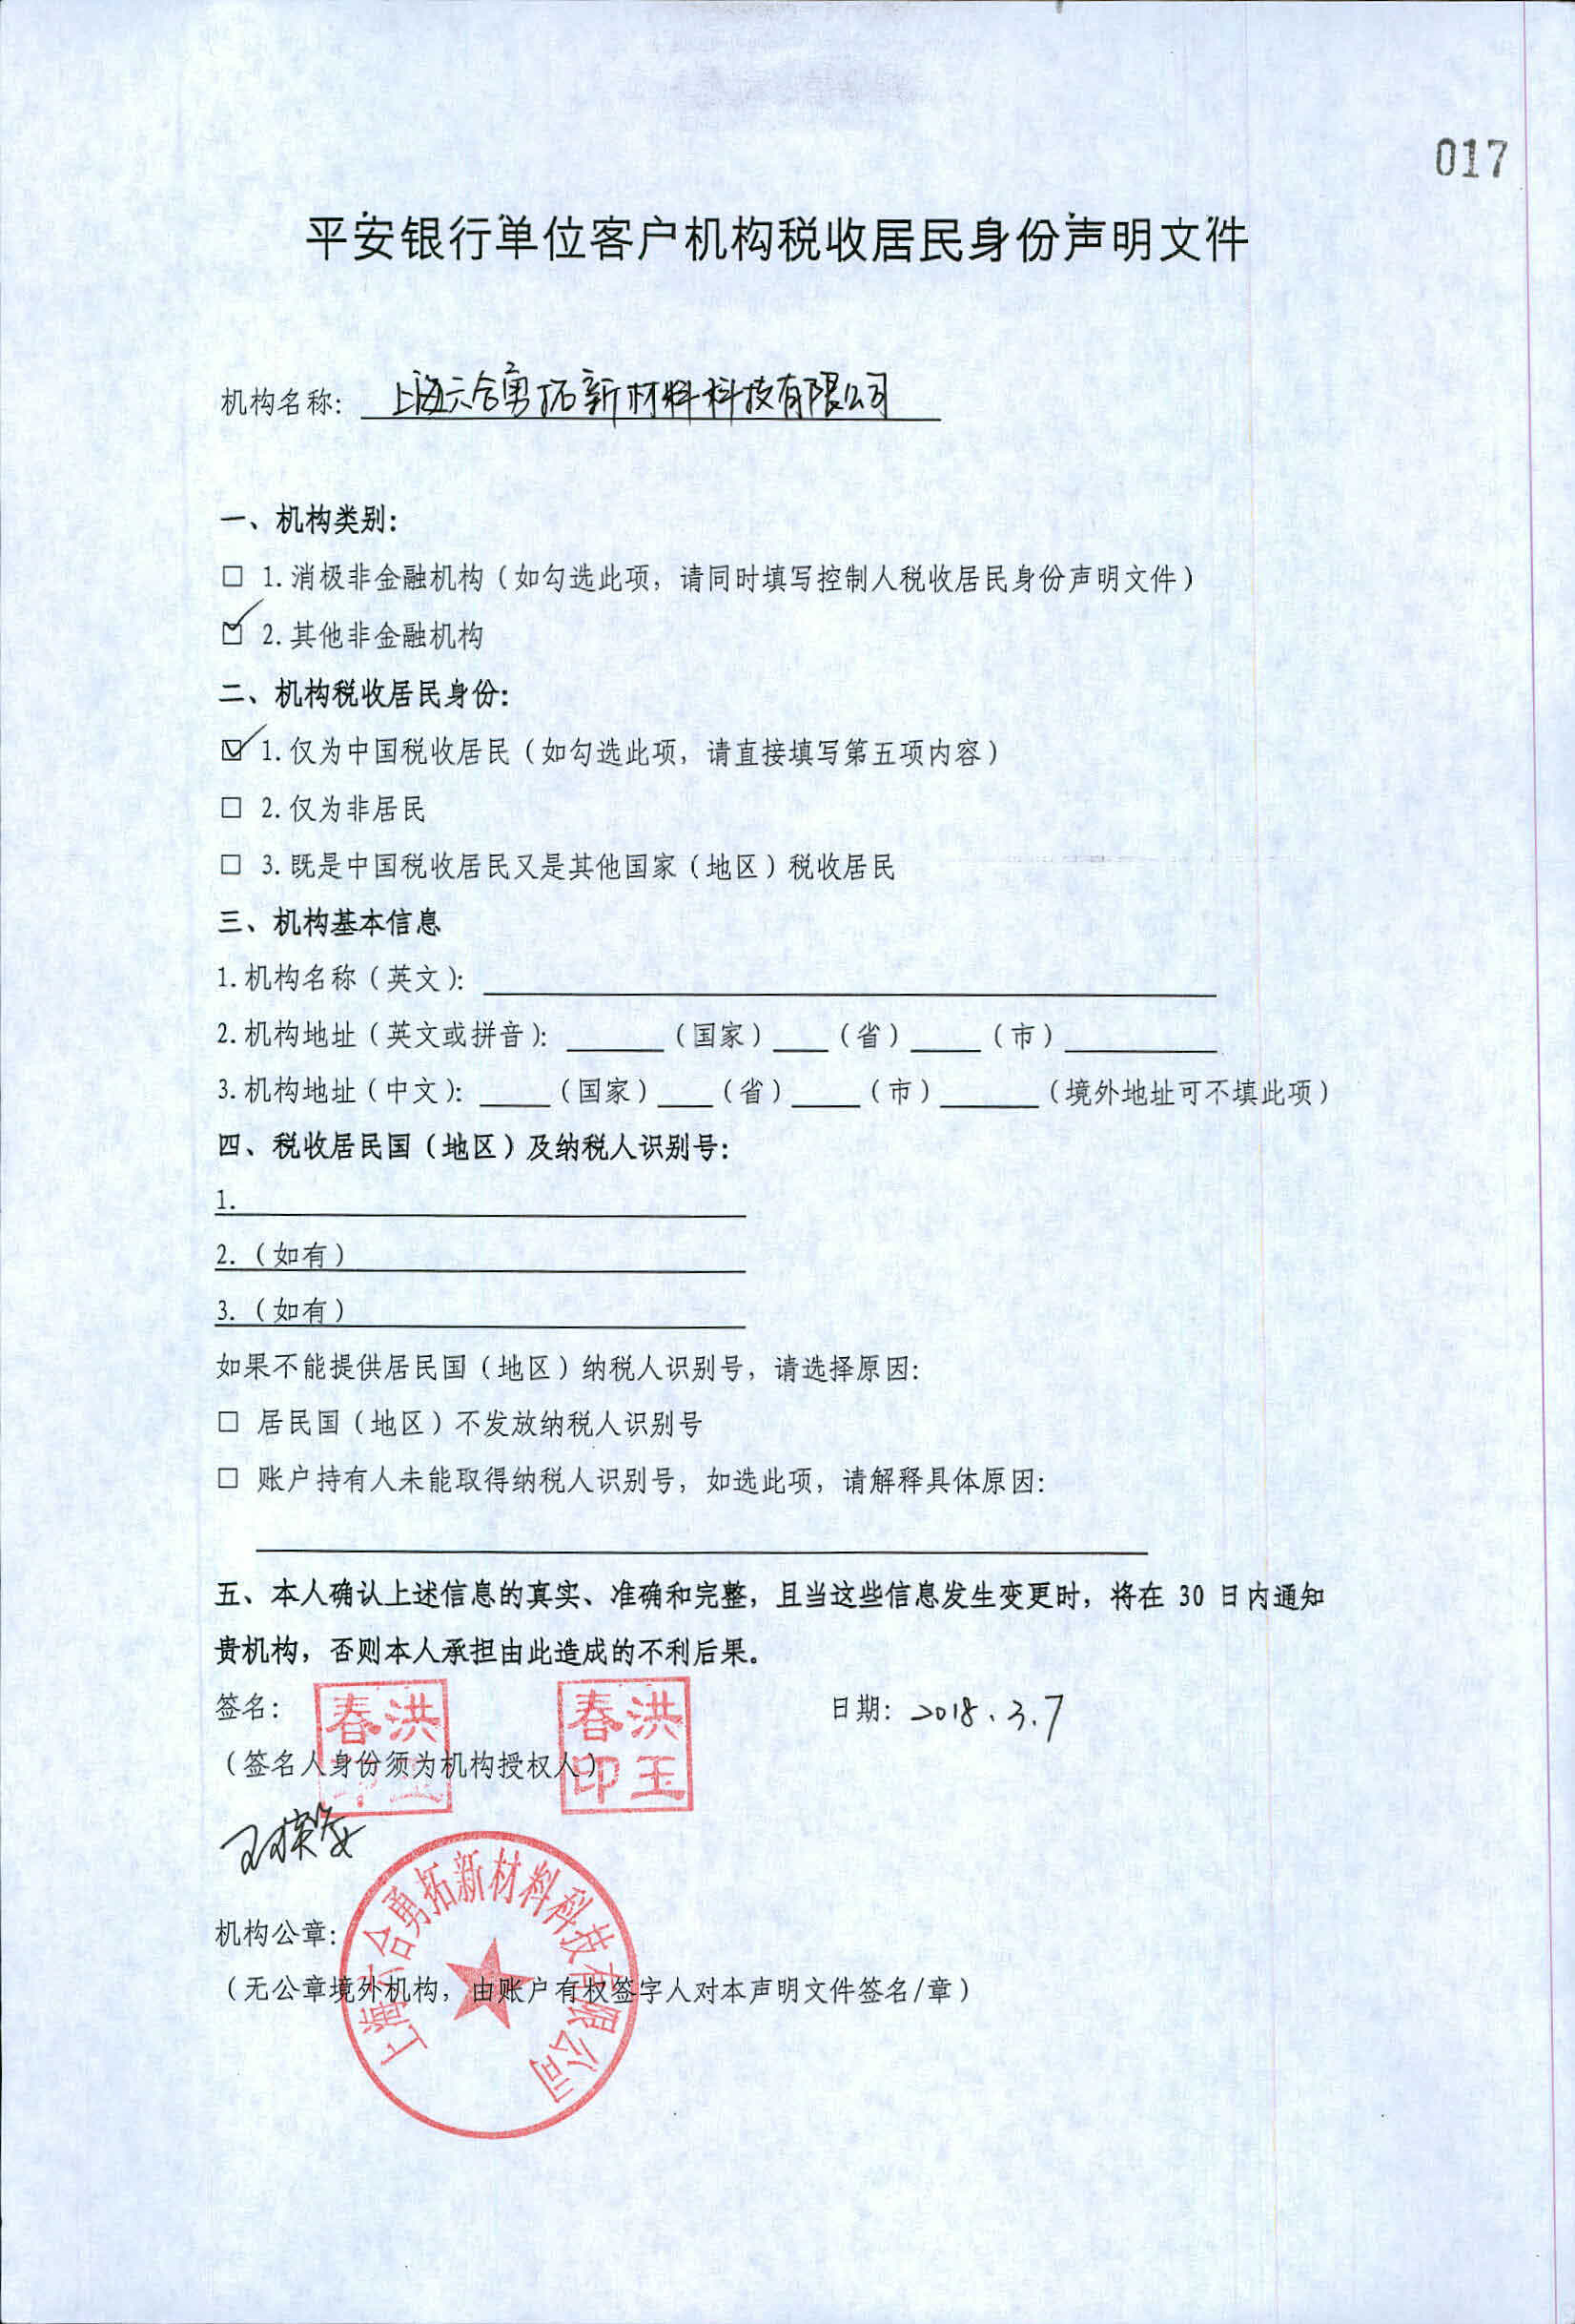 017
平安银行单位客户机构税收居民身份声明文件
机构名称: 上海六合勇拓新材料科技有限公司
一、机构类别:
□ 1.消极非金融机构（如勾选此项，请同时填写控制人税收居民身份声明文件）
☑ 2.其他非金融机构
二、机构税收居民身份:
☑ 1.仅为中国税收居民（如勾选此项，请直接填写第五项内容）
□ 2.仅为非居民
□ 3.既是中国税收居民又是其他国家（地区）税收居民
三、机构基本信息
1.机构名称（英文）:
2.机构地址（英文或拼音）: （国家） （省） （市）
3.机构地址（中文）: （国家） （省） （市） （境外地址可不填此项）
四、税收居民国（地区）及纳税人识别号:
1.
2.（如有）
3.（如有）
如果不能提供居民国（地区）纳税人识别号，请选择原因:
□ 居民国（地区）不发放纳税人识别号
□ 账户持有人未能取得纳税人识别号，如选此项，请解释具体原因:
五、本人确认上述信息的真实、准确和完整，且当这些信息发生变更时，将在 30 日内通知
贵机构，否则本人承担由此造成的不利后果。
签名: 日期: 2018.3.7
洪玉春印
洪玉春印
（签名人身份须为机构授权人）
机构公章:
（无公章境外机构，由账户有权签字人对本声明文件签名/章）
上海六合勇拓新材料科技有限公司